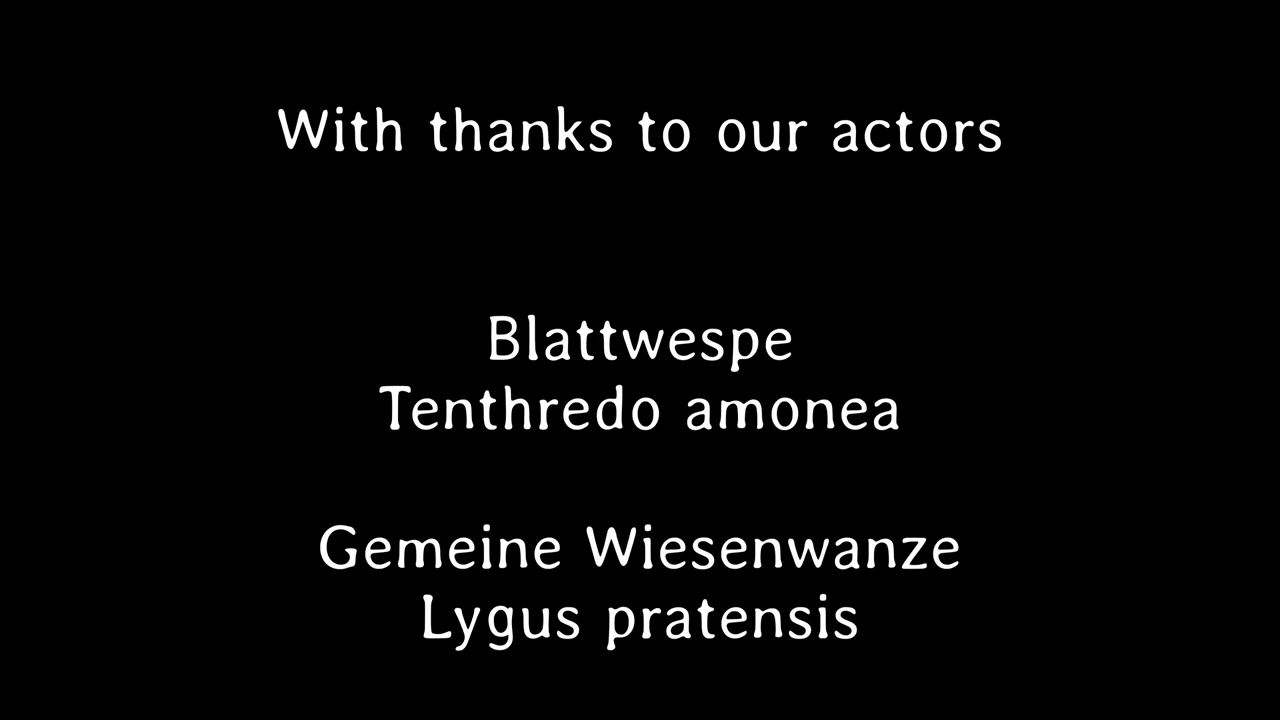 With thanks to our actors
Blattwespe
Tenthredo amonea
Gemeine Wiesenwanze
Lygus pratensis